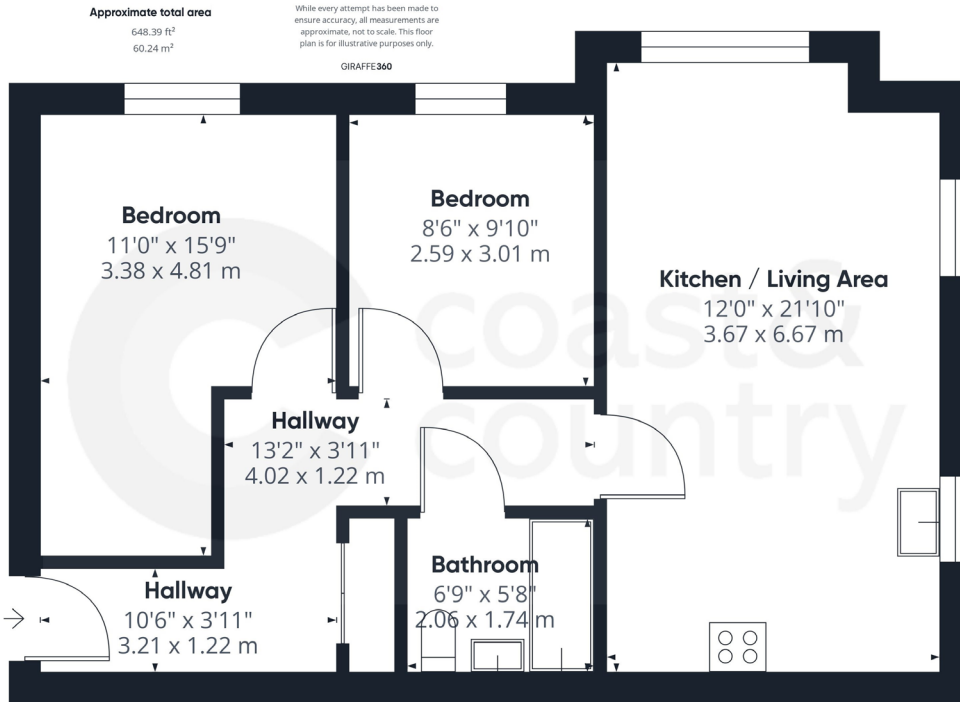 Approximate total area
648.39 ft²
60.24 m²
While every attempt has been made to
ensure accuracy, all measurements are
approximate, not to scale. This floor
plan is for illustrative purposes only.
GIRAFFE360
Bedroom
11'0" x 15'9"
3.38 x 4.81 m
Bedroom
8'6" x 9'10"
2.59 x 3.01 m
Kitchen / Living Area
12'0" x 21'10"
3.67 x 6.67 m
coast &
country
Hallway
13'2" x 3'11"
4.02 x 1.22 m
Bathroom
6'9" x 5'8"
2.06 x 1.74 m
Hallway
10'6" x 3'11"
3.21 x 1.22 m